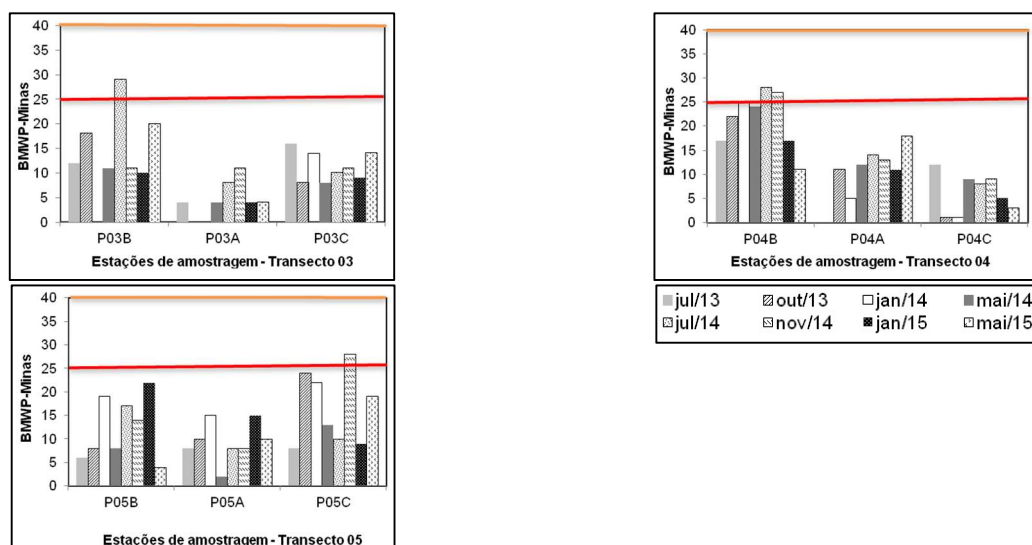 40
35
30
25
20
15
10
5
0
BMWP-Minas
P03B P03A P03C
Estações de amostragem - Transecto 03
40
35
30
25
20
15
10
5
0
BMWP-Minas
P04B P04A P04C
Estações de amostragem - Transecto 04
40
35
30
25
20
15
10
5
0
BMWP-Minas
P05B P05A P05C
Estações de amostragem - Transecto 05
jul/13 out/13 jan/14 mai/14
jul/14 nov/14 jan/15 mai/15